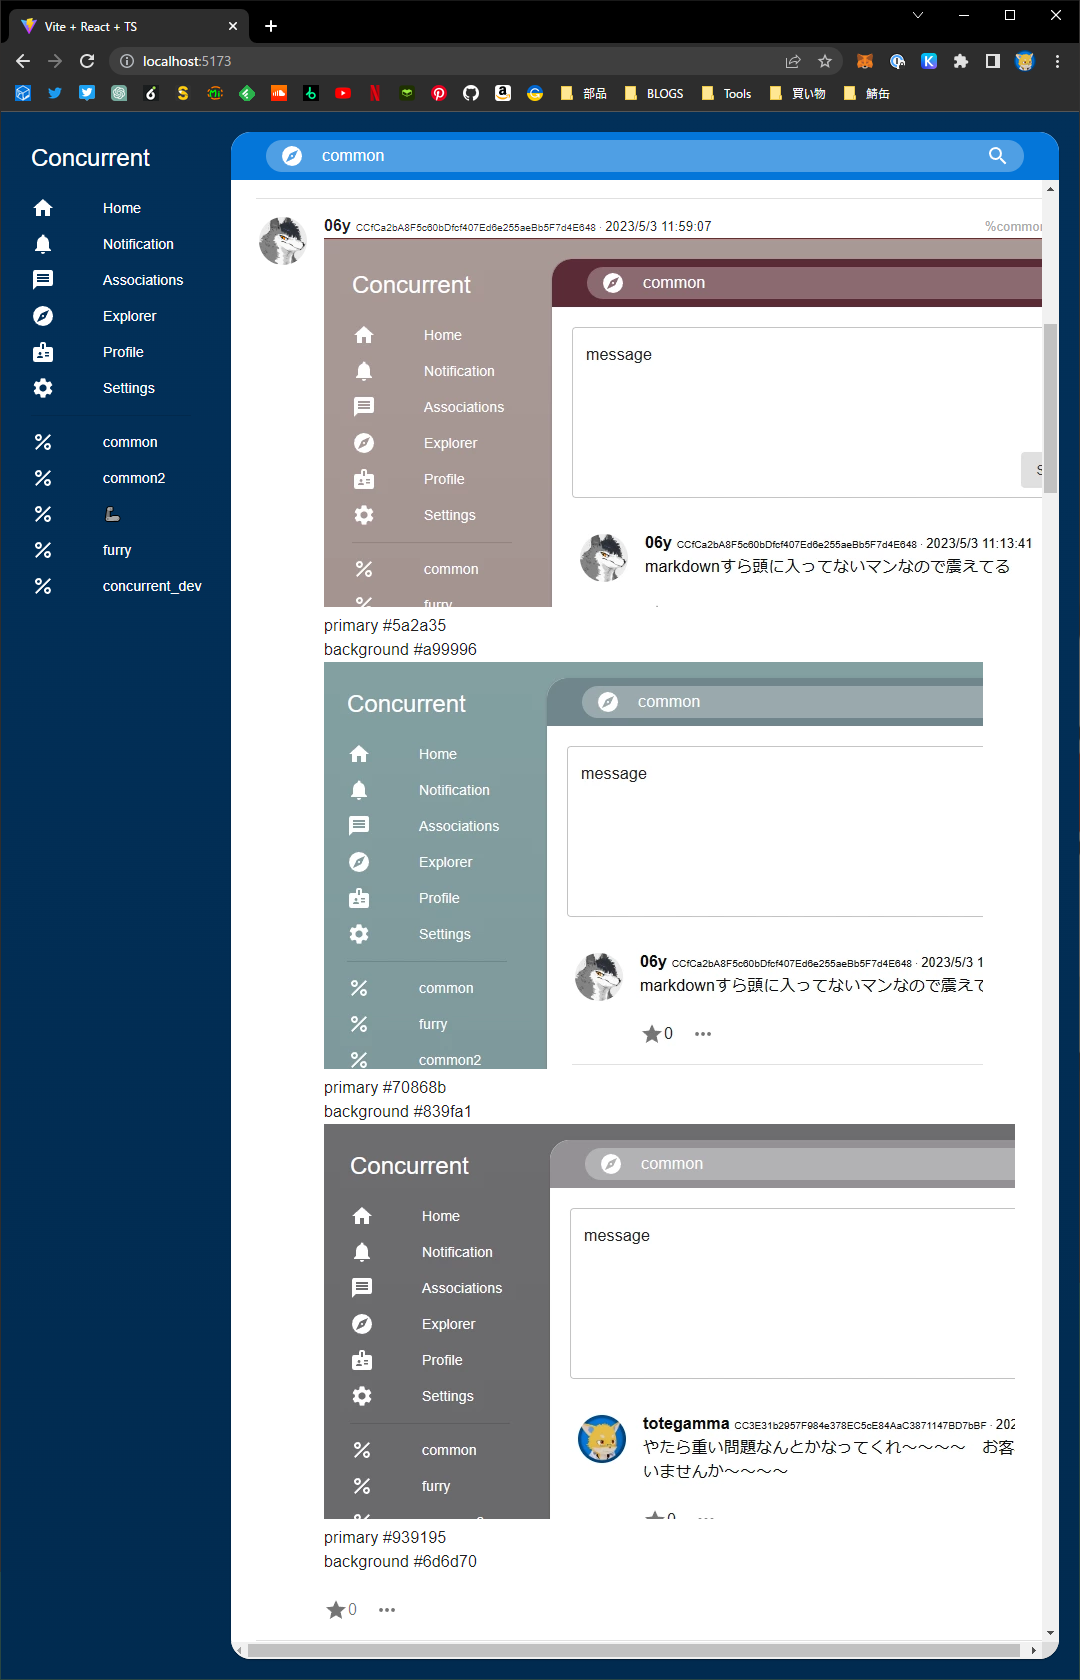 Vite + React + TS
localhost:5173
部品
BLOGS
Tools
買い物
鯖缶
Concurrent
Home
Notification
Associations
Explorer
Profile
Settings
common
common2
furry
concurrent_dev
common
06y CCfCa2bA8F5c60bDfcf407Ed6e255aeBb5F7d4E648 · 2023/5/3 11:59:07
%common
Concurrent
Home
Notification
Associations
Explorer
Profile
Settings
common
furry
common
message
S
06y CCfCa2bA8F5c60bDfcf407Ed6e255aeBb5F7d4E648 · 2023/5/3 11:13:41
markdownすら頭に入ってないマンなので震えてる
primary #5a2a35
background #a99996
Concurrent
Home
Notification
Associations
Explorer
Profile
Settings
common
furry
common2
common
message
06y CCfCa2bA8F5c60bDfcf407Ed6e255aeBb5F7d4E648 · 2023/5/3 1
markdownすら頭に入ってないマンなので震えて
0
primary #70868b
background #839fa1
Concurrent
Home
Notification
Associations
Explorer
Profile
Settings
common
furry
common
message
totegamma CC3E31b2957F984e378EC5cE84AaC3871147BD7bBF · 202
やたら重い問題なんとかなってくれ～～～～　お客
いませんか～～～～
0
primary #939195
background #6d6d70
0